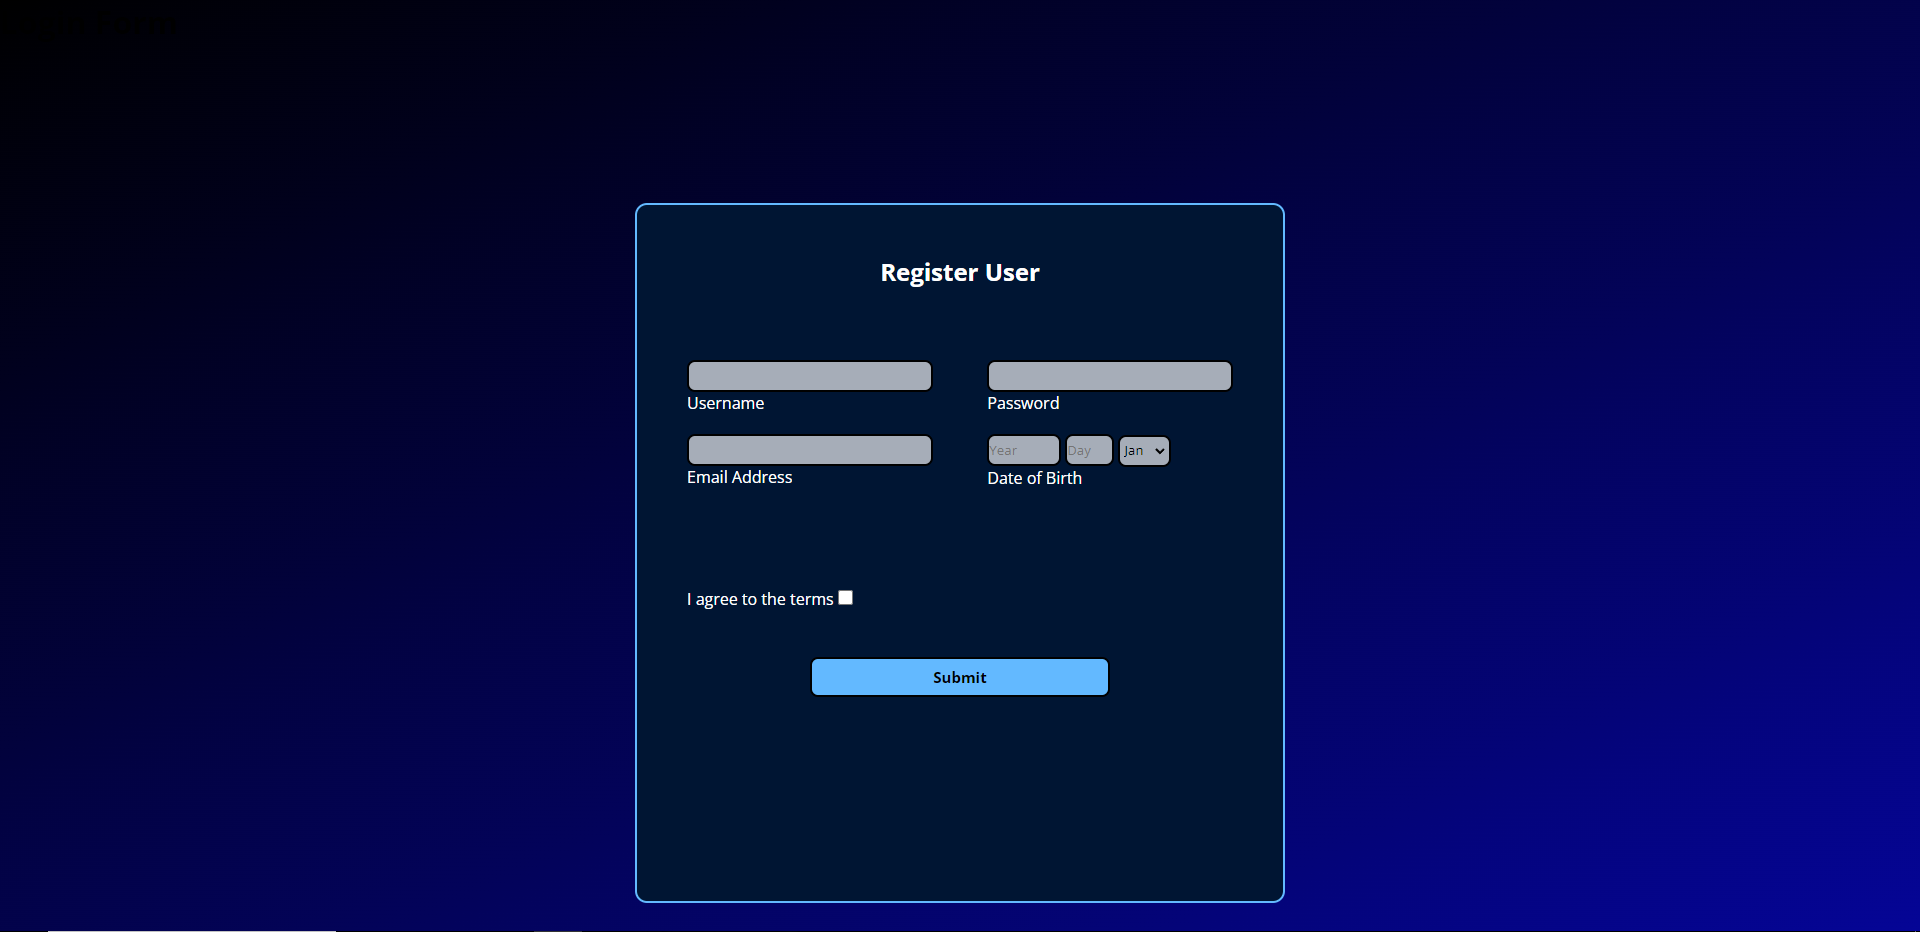 Register User
Username Password
Year Day Jan
Email Address Date of Birth
I agree to the terms
Submit